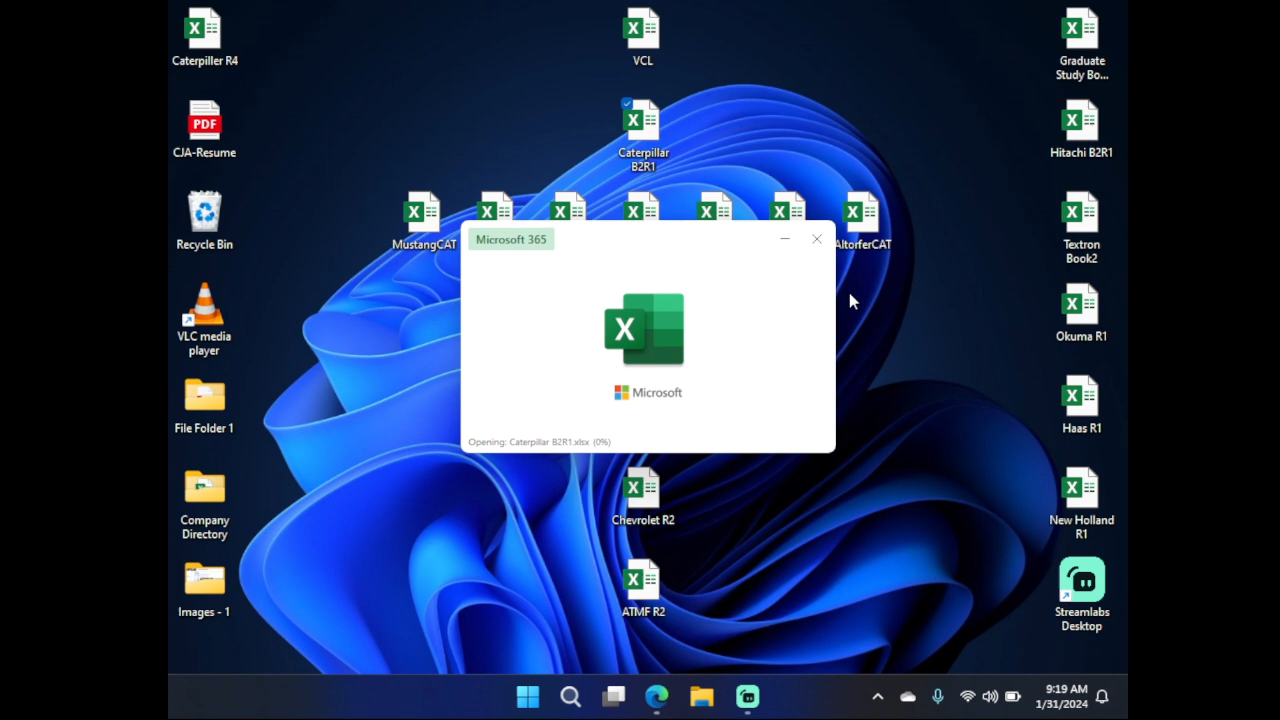 Caterpiller R4
VCL
Graduate
Study Bo...
PDF
CJA-Resume
Caterpillar
B2R1
Hitachi B2R1
Recycle Bin
MustangCAT
AltorferCAT
Textron
Book2
Microsoft 365
X
Microsoft
Opening: Caterpillar B2R1.xlsx (0%)
VLC media
player
Okuma R1
File Folder 1
Haas R1
Company
Directory
Chevrolet R2
New Holland
R1
Images - 1
ATMF R2
Streamlabs
Desktop
9:19 AM
1/31/2024